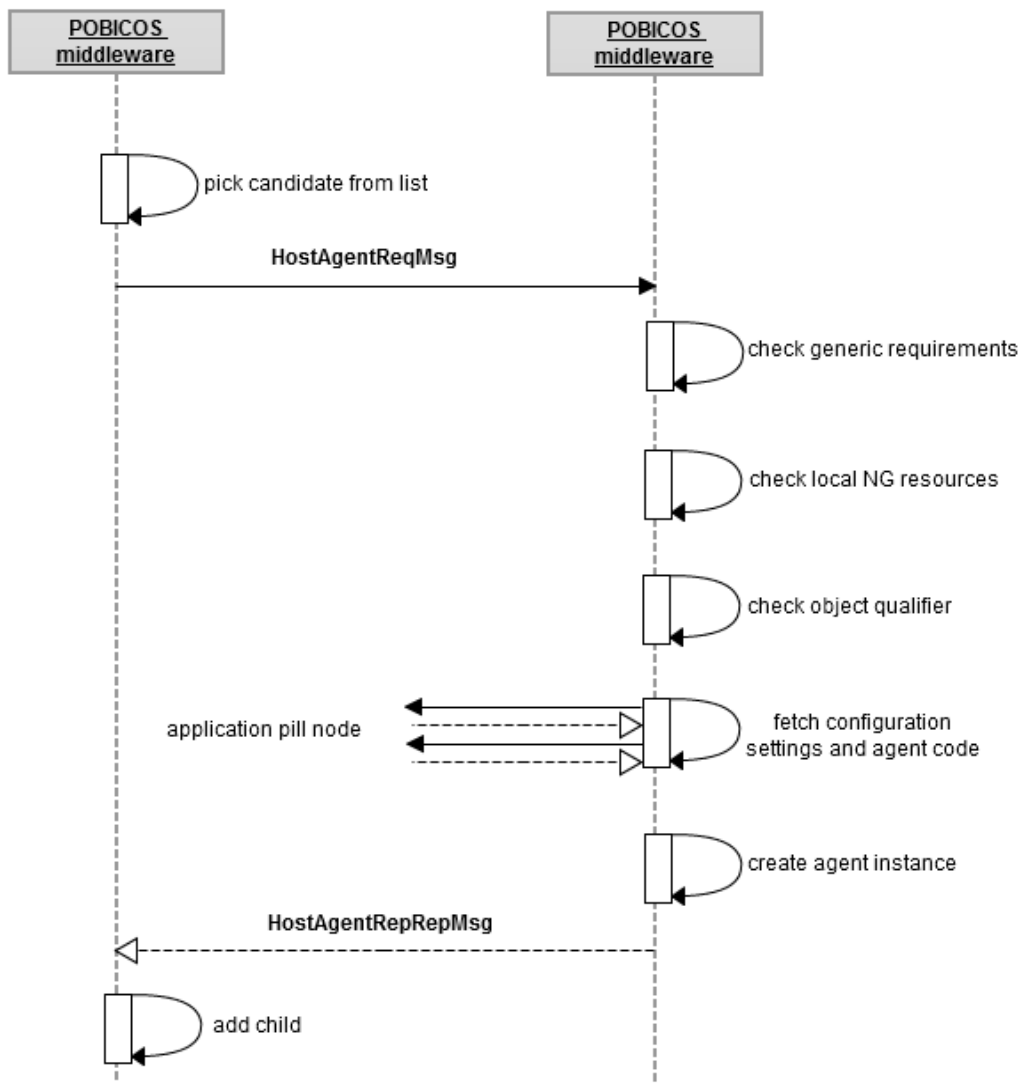 POBICOS
middleware
POBICOS
middleware
pick candidate from list
HostAgentReqMsg
check generic requirements
check local NG resources
check object qualifier
application pill node
fetch configuration
settings and agent code
create agent instance
HostAgentRepRepMsg
add child